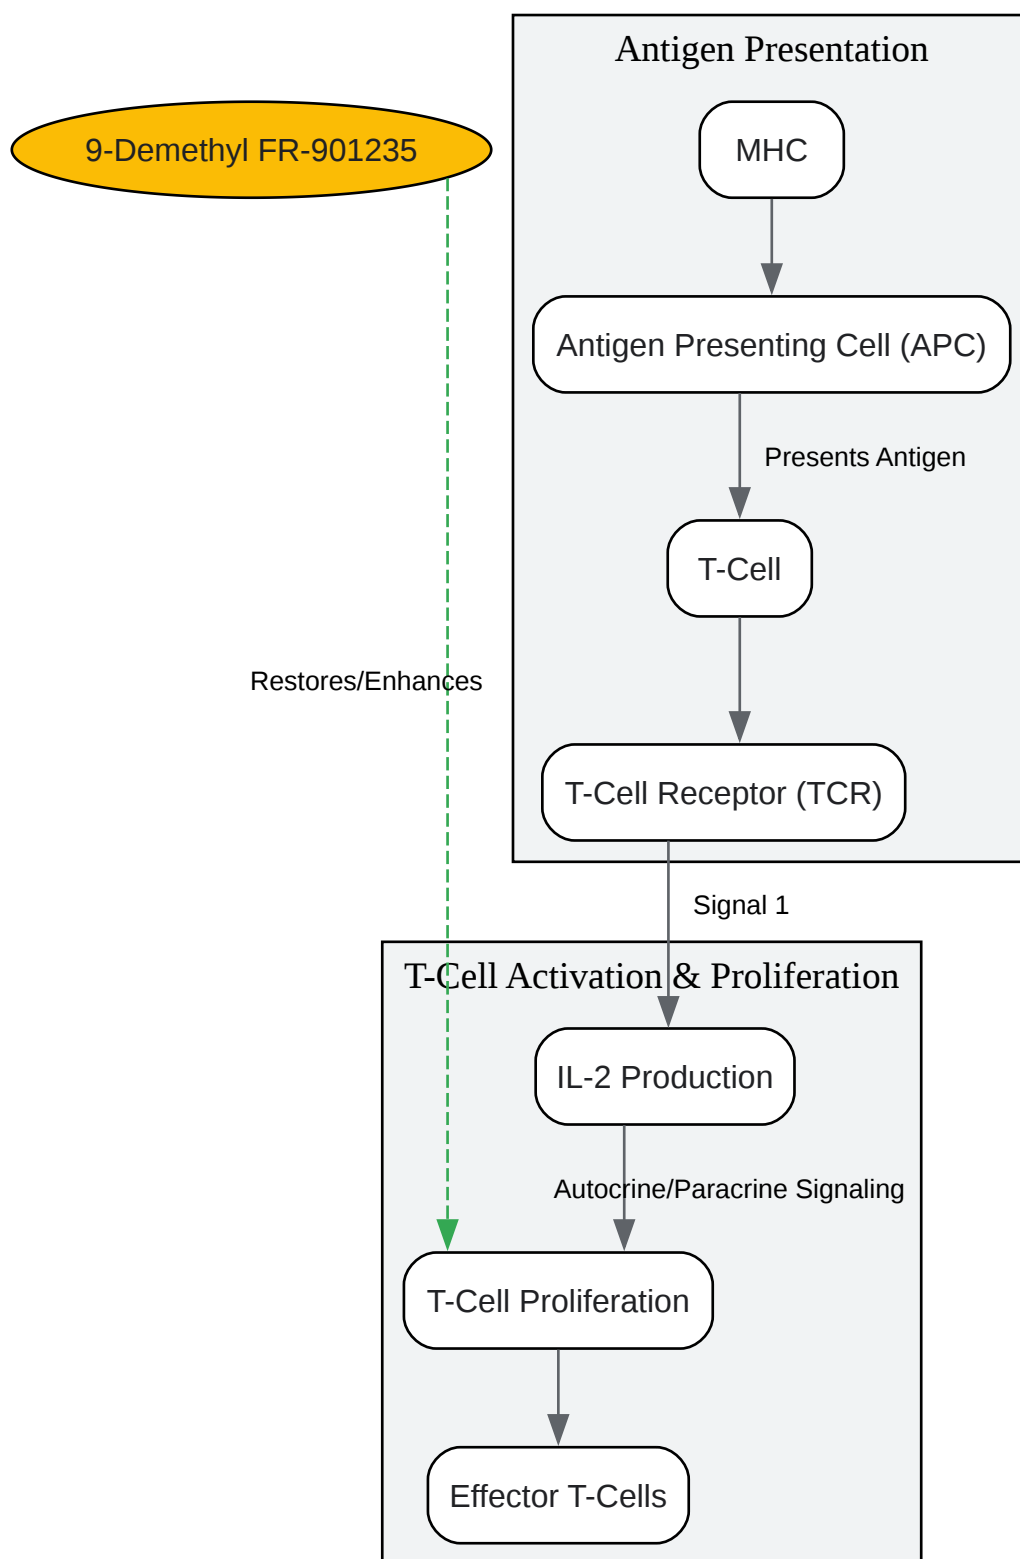 Antigen Presentation
9-Demethyl FR-901235
MHC
Antigen Presenting Cell (APC)
Presents Antigen
T-Cell
Restores/Enhances
T-Cell Receptor (TCR)
Signal 1
T-Cell Activation & Proliferation
IL-2 Production
Autocrine/Paracrine Signaling
T-Cell Proliferation
Effector T-Cells